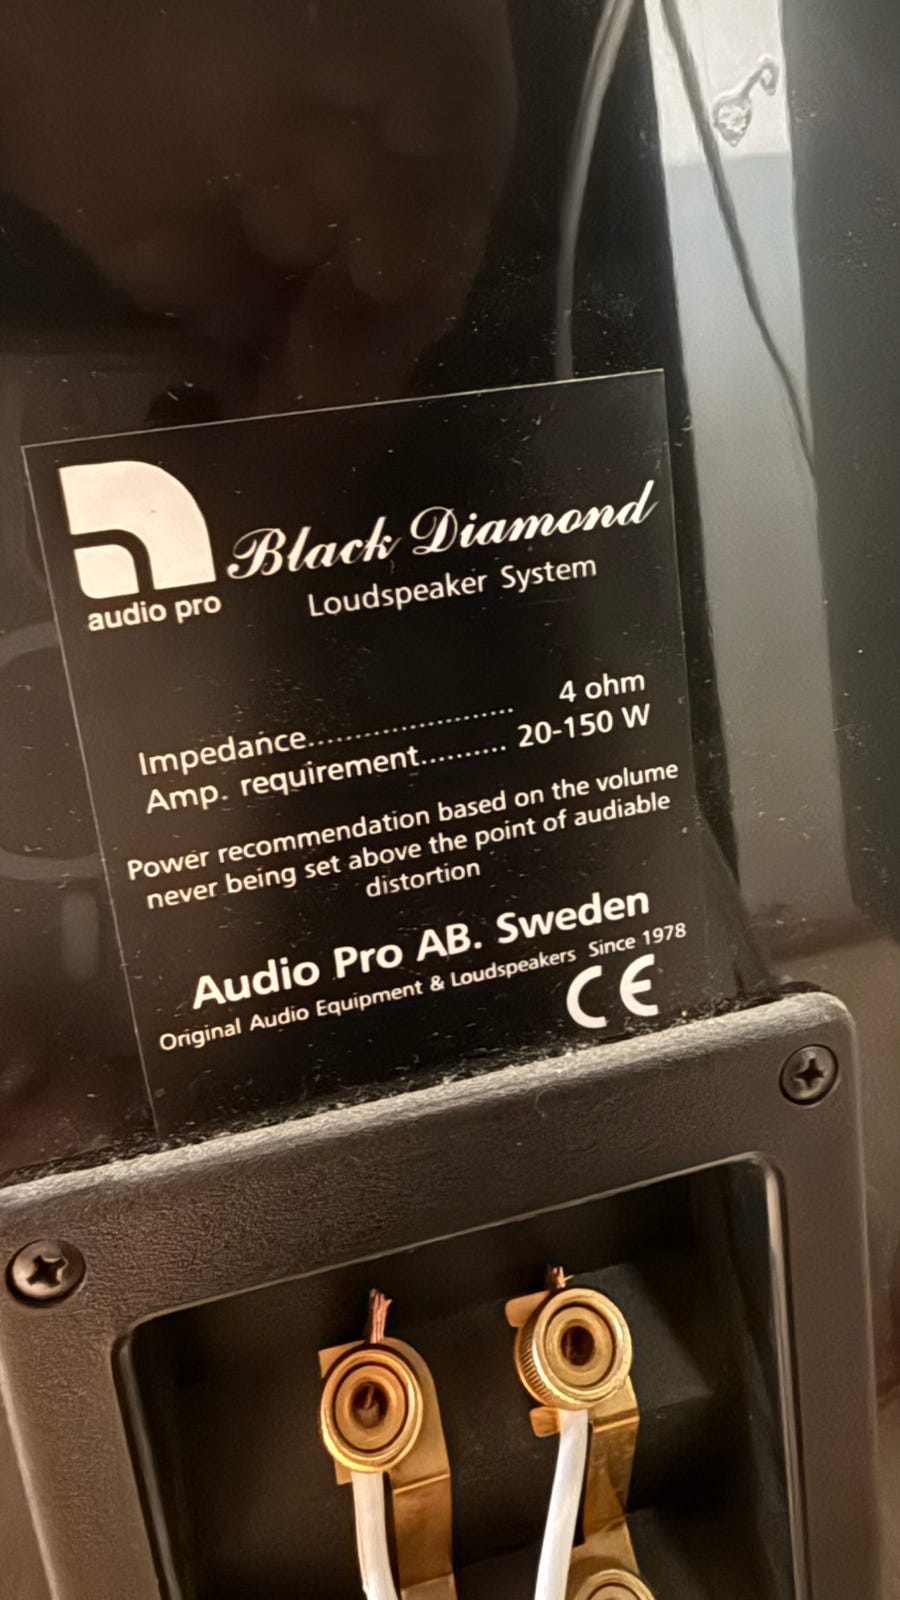 audio pro
Black Diamond
Loudspeaker System
Impedance....................... 4 ohm
Amp. requirement.......... 20-150 W
Power recommendation based on the volume
never being set above the point of audiable
distortion
Audio Pro AB. Sweden
Original Audio Equipment & Loudspeakers Since 1978
CE